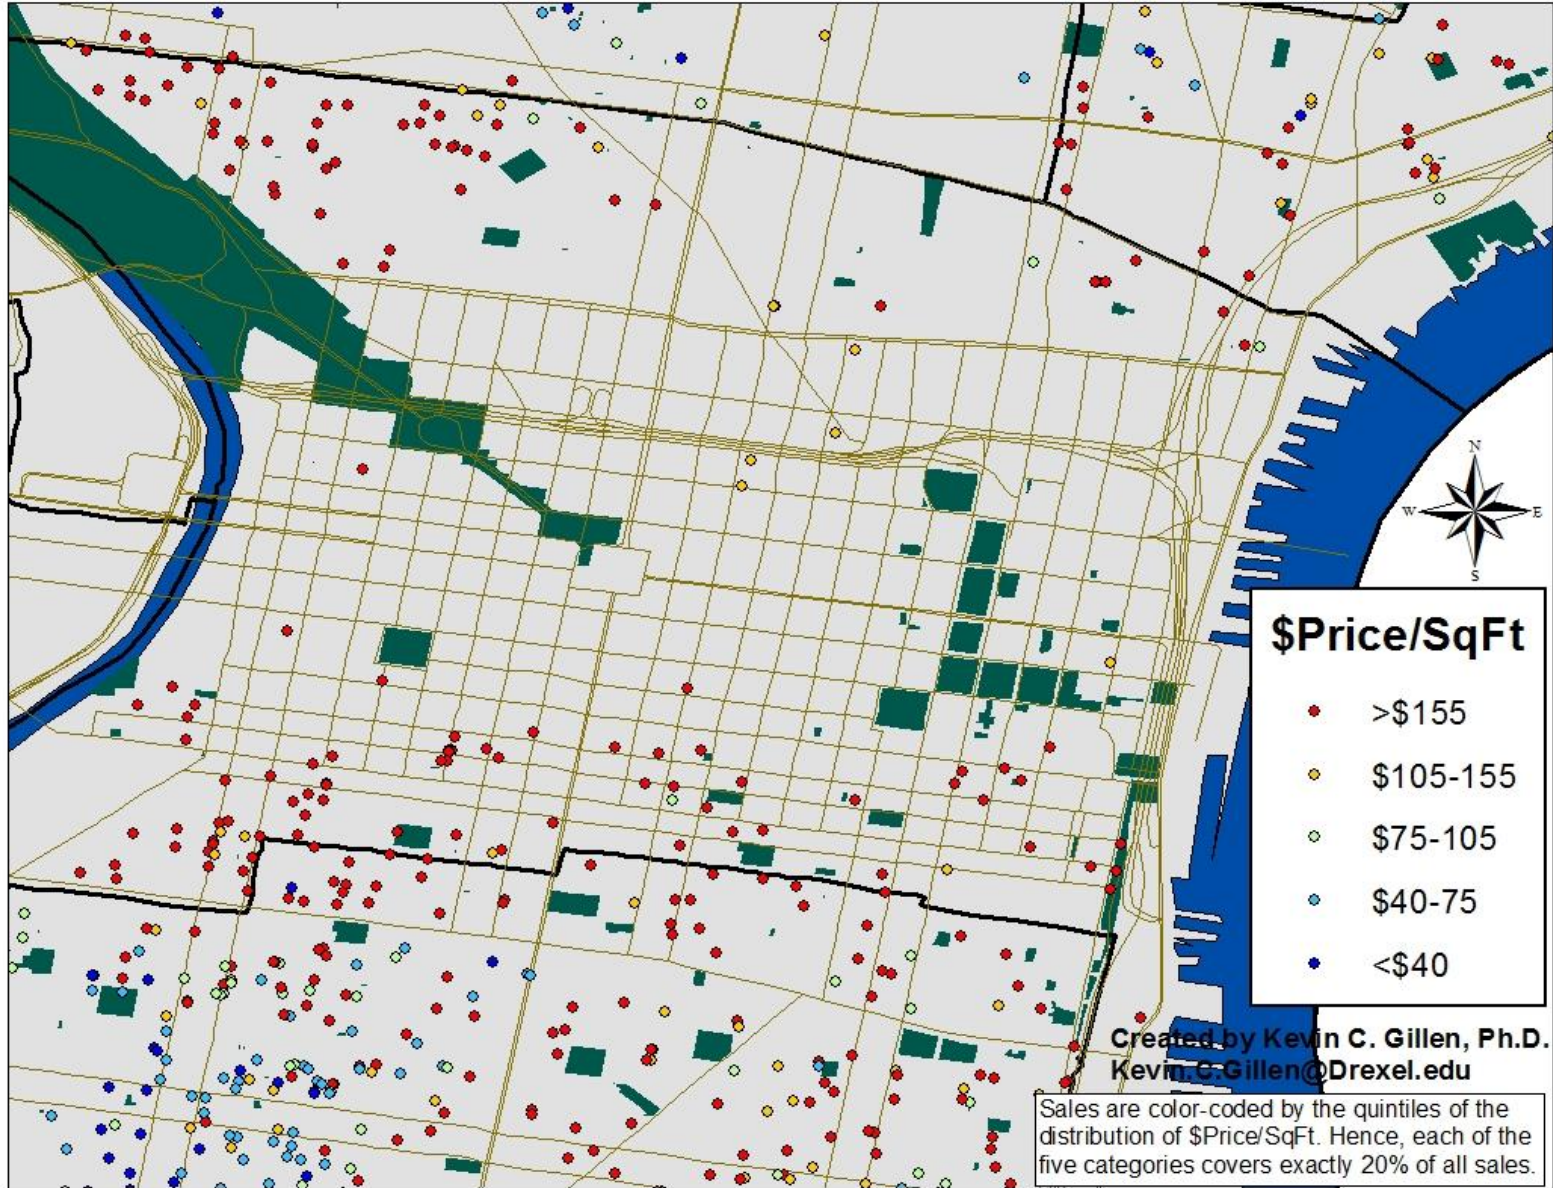 N
W E
S
$Price/SqFt
>$155
$105-155
$75-105
$40-75
<$40
Created by Kevin C. Gillen, Ph.D.
Kevin.C.Gillen@Drexel.edu
Sales are color-coded by the quintiles of the
distribution of $Price/SqFt. Hence, each of the
five categories covers exactly 20% of all sales.